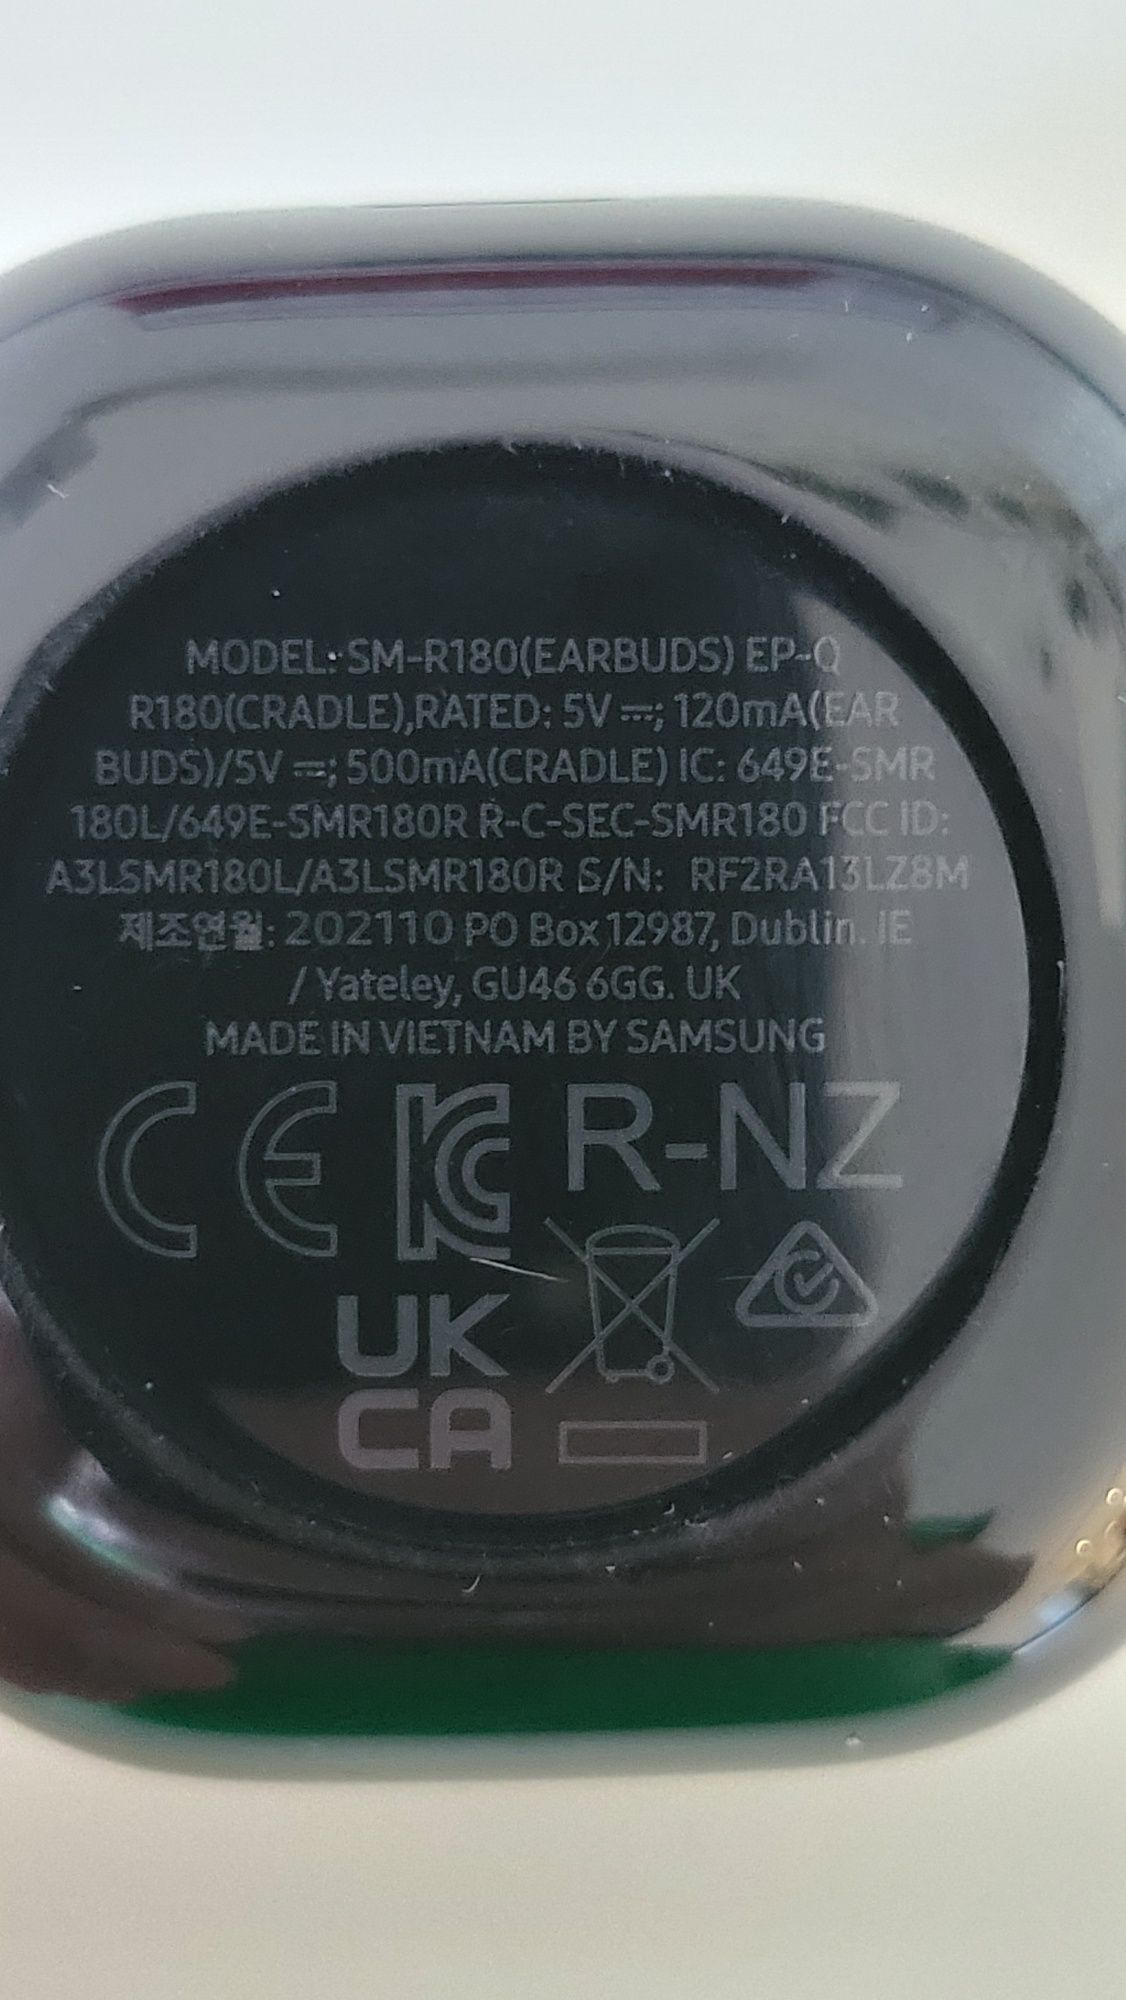 MODEL: SM-R180(EARBUDS) EP-Q
R180(CRADLE),RATED: 5V ⎓; 120mA(EAR
BUDS)/5V ⎓; 500mA(CRADLE) IC: 649E-SMR
180L/649E-SMR180R R-C-SEC-SMR180 FCC ID:
A3LSMR180L/A3LSMR180R S/N: RF2RA13LZ8M
제조연월: 202110 PO Box 12987, Dublin. IE
/ Yateley, GU46 6GG. UK
MADE IN VIETNAM BY SAMSUNG
CE KC R-NZ
UK
CA